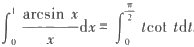 ∫₀¹ arcsin x / x dx = ∫₀^{π/2} t cot t dt